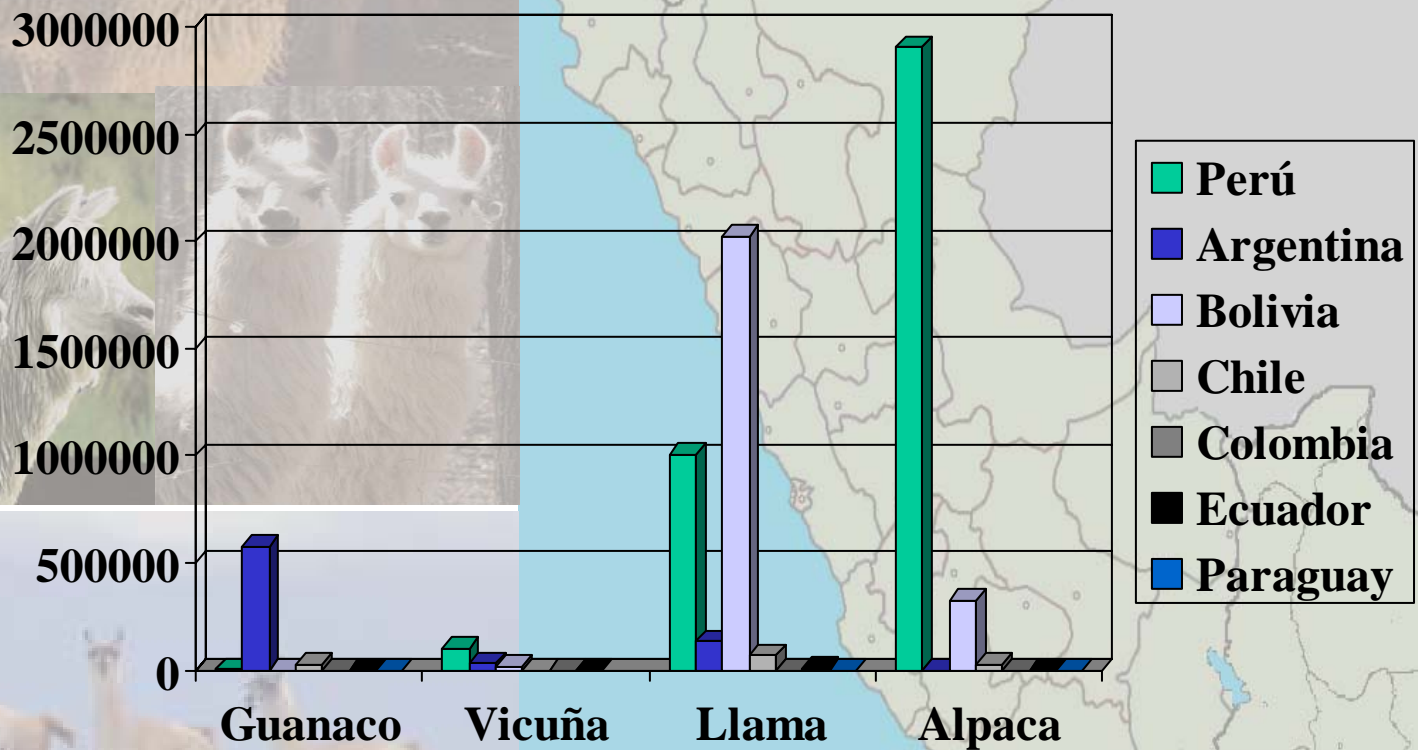 3000000
2500000
2000000
1500000
1000000
500000
0
Guanaco Vicuña Llama Alpaca
Perú
Argentina
Bolivia
Chile
Colombia
Ecuador
Paraguay